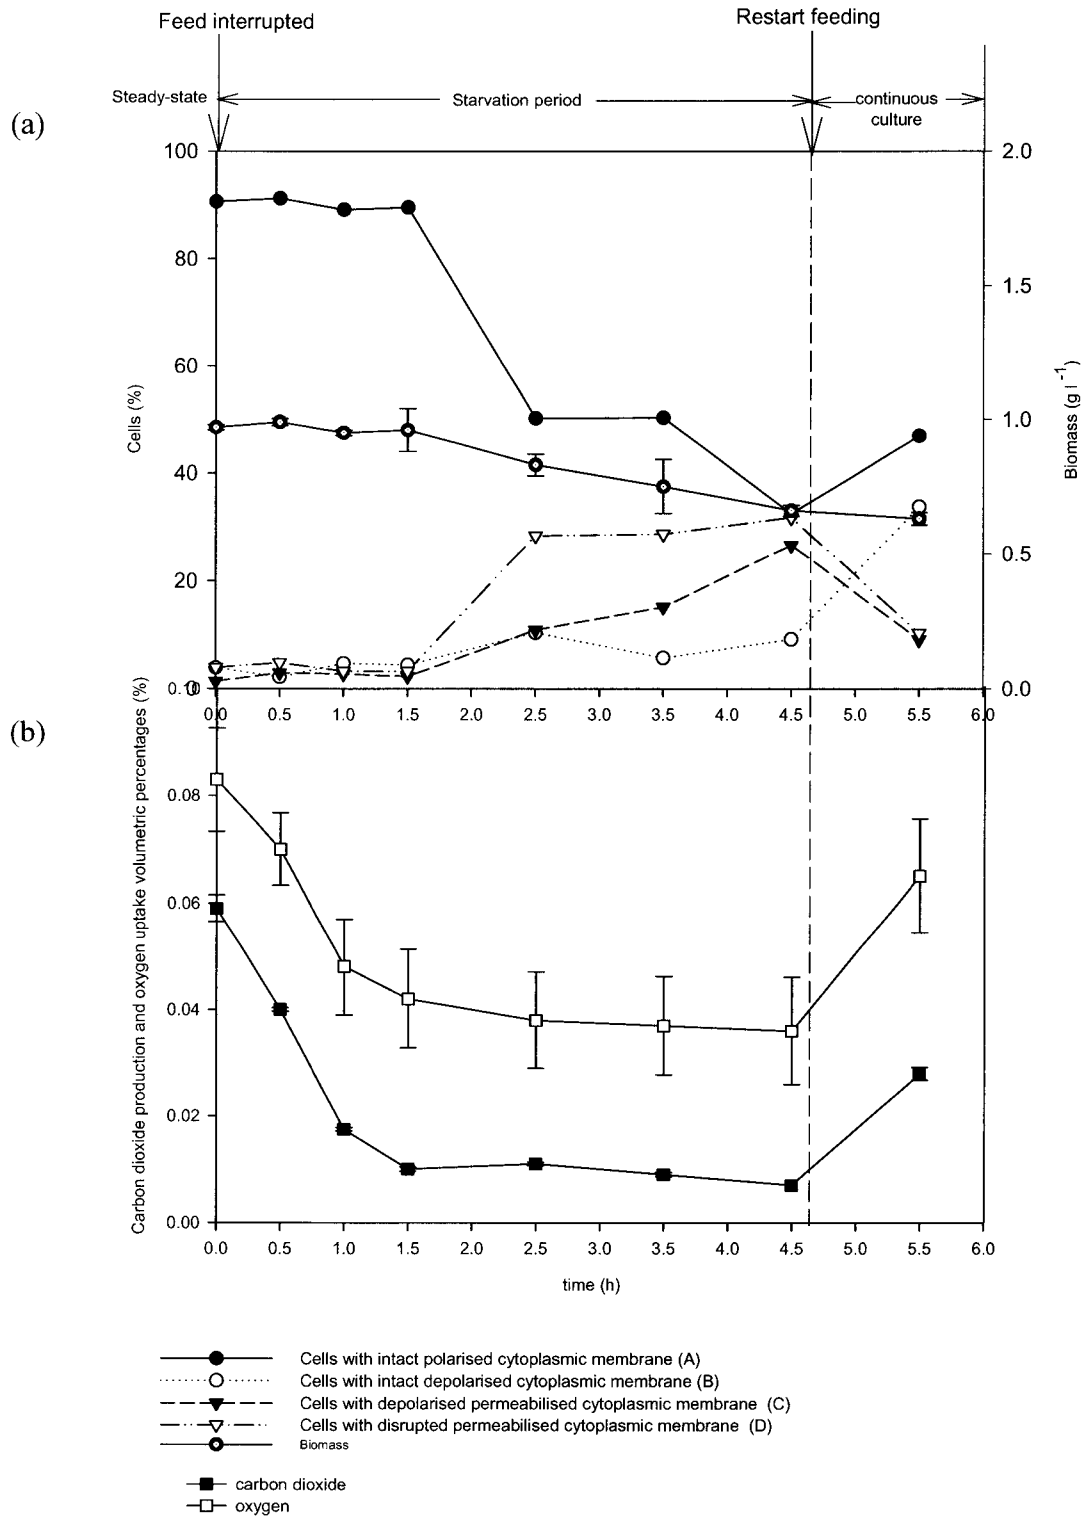 Feed interrupted
Restart feeding
Steady-state
Starvation period
continuous
culture
(a)
100
80
60
40
20
0
Cells (%)
2.0
1.5
1.0
0.5
0.0
Biomass (g l⁻¹)
0.0 0.5 1.0 1.5 2.0 2.5 3.0 3.5 4.0 4.5 5.0 5.5 6.0
(b)
0.10
0.08
0.06
0.04
0.02
0.00
Carbon dioxide production and oxygen uptake volumetric percentages (%)
0.0 0.5 1.0 1.5 2.0 2.5 3.0 3.5 4.0 4.5 5.0 5.5 6.0
time (h)
Cells with intact polarised cytoplasmic membrane (A)
Cells with intact depolarised cytoplasmic membrane (B)
Cells with depolarised permeabilised cytoplasmic membrane (C)
Cells with disrupted permeabilised cytoplasmic membrane (D)
Biomass
carbon dioxide
oxygen